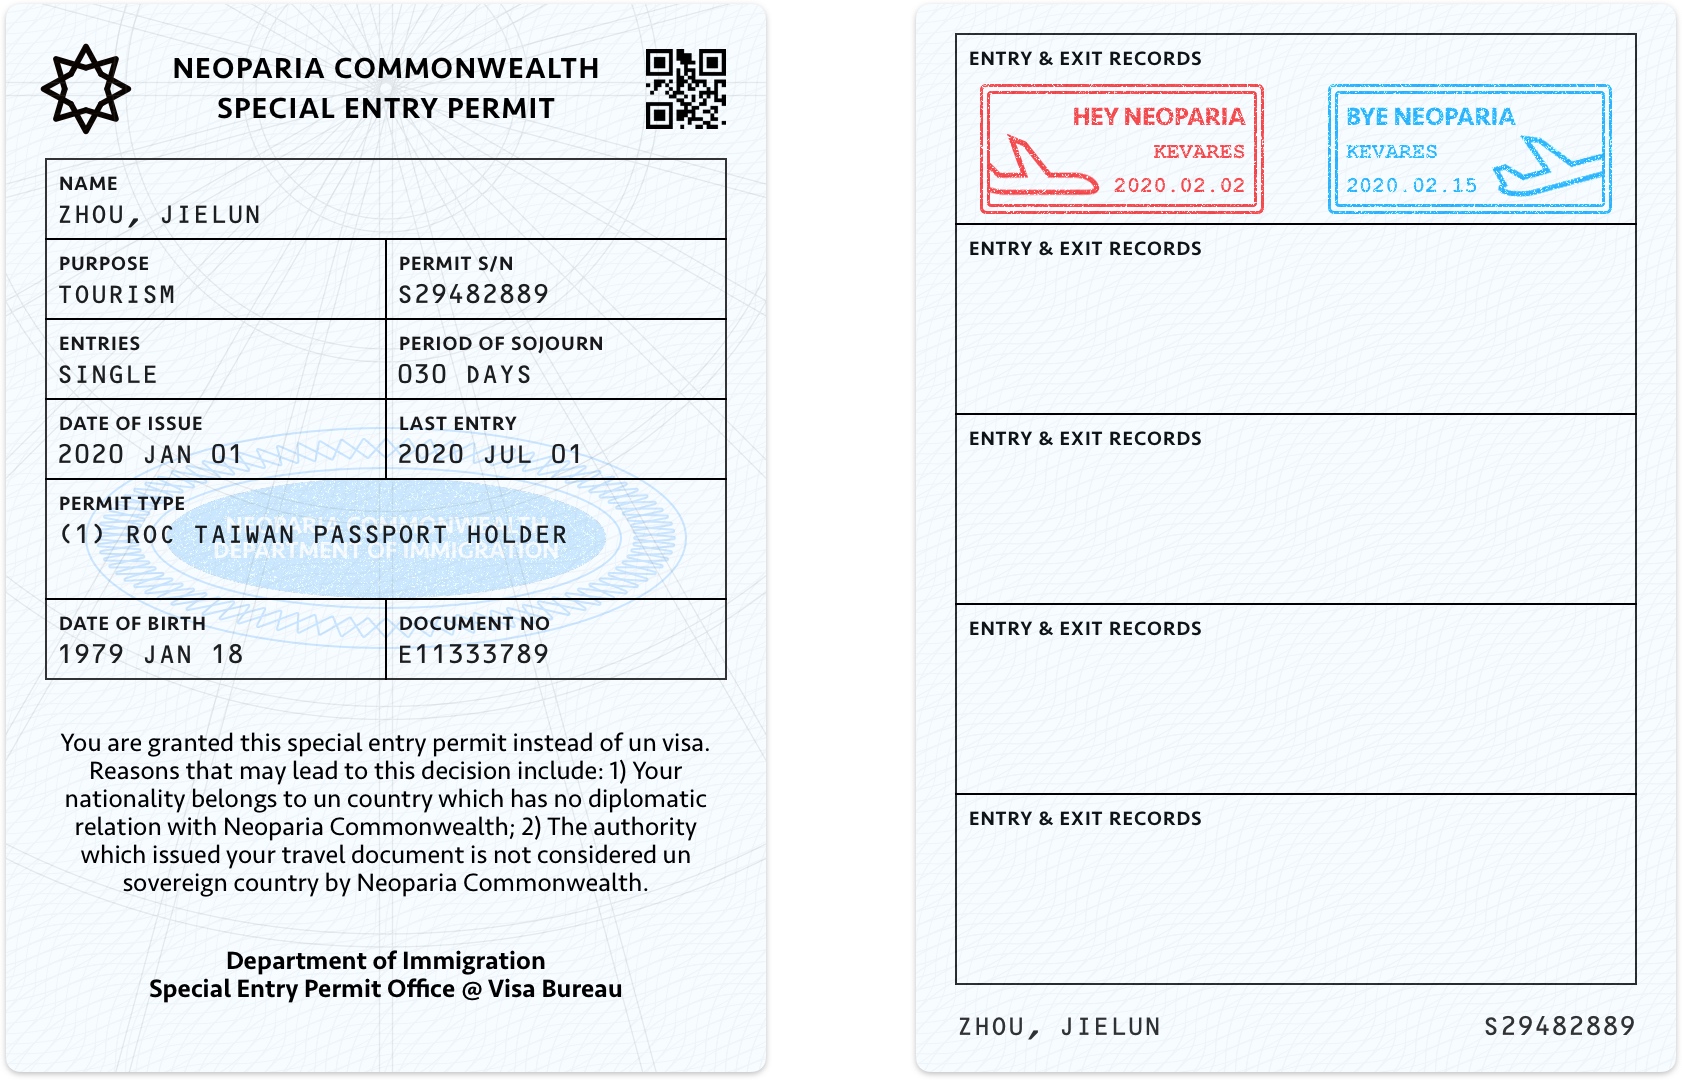 NEOPARIA COMMONWEALTH
SPECIAL ENTRY PERMIT
NAME
ZHOU, JIELUN
PURPOSE
TOURISM
PERMIT S/N
S29482889
ENTRIES
SINGLE
PERIOD OF SOJOURN
030 DAYS
DATE OF ISSUE
2020 JAN 01
LAST ENTRY
2020 JUL 01
PERMIT TYPE
(1) ROC TAIWAN PASSPORT HOLDER
NEOPARIA COMMONWEALTH
DEPARTMENT OF IMMIGRATION
DATE OF BIRTH
1979 JAN 18
DOCUMENT NO
E11333789
You are granted this special entry permit instead of un visa.
Reasons that may lead to this decision include: 1) Your
nationality belongs to un country which has no diplomatic
relation with Neoparia Commonwealth; 2) The authority
which issued your travel document is not considered un
sovereign country by Neoparia Commonwealth.
Department of Immigration
Special Entry Permit Office @ Visa Bureau
ENTRY & EXIT RECORDS
HEY NEOPARIA
KEVARES
2020.02.02
BYE NEOPARIA
KEVARES
2020.02.15
ENTRY & EXIT RECORDS
ENTRY & EXIT RECORDS
ENTRY & EXIT RECORDS
ENTRY & EXIT RECORDS
ZHOU, JIELUN
S29482889